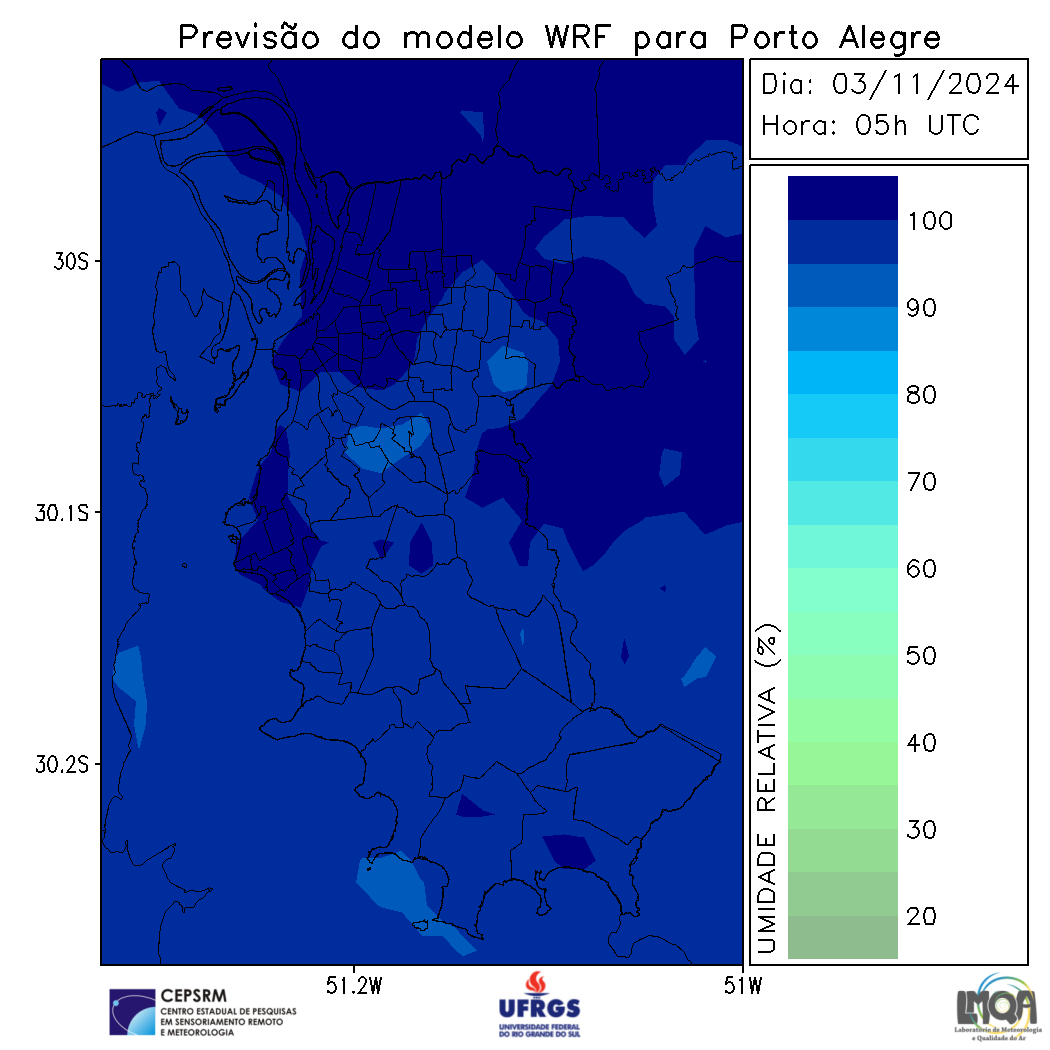 Previsão do modelo WRF para Porto Alegre
Dia: 03/11/2024
Hora: 05h UTC
30S
30.1S
30.2S
51.2W
51W
UMIDADE RELATIVA (%)
100
90
80
70
60
50
40
30
20
CEPSRM
CENTRO ESTADUAL DE PESQUISAS
EM SENSORIAMENTO REMOTO
E METEOROLOGIA
UFRGS
UNIVERSIDADE FEDERAL
DO RIO GRANDE DO SUL
LMQA
Laboratório de Meteorologia
e Qualidade do Ar